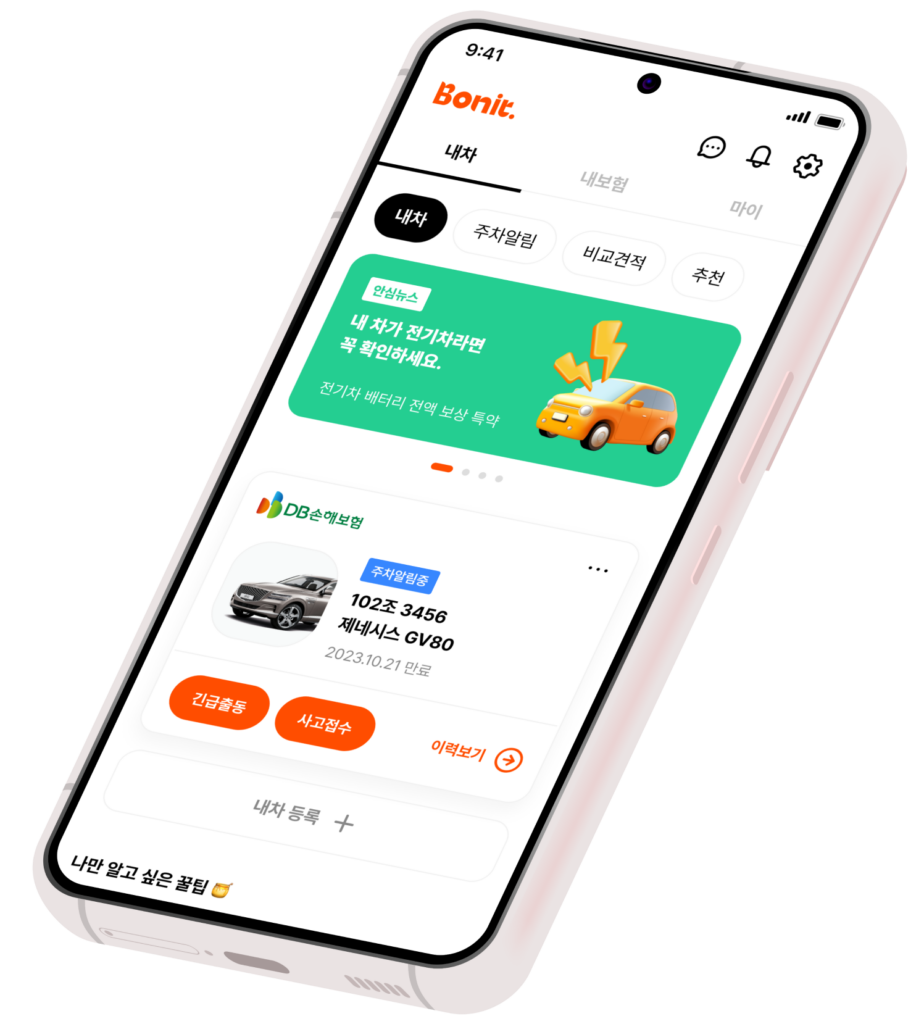 9:41
Bonit.
내차
내보험
마이
내차
주차알림
비교견적
추천
안심뉴스
내 차가 전기차라면
꼭 확인하세요.
전기차 배터리 전액 보상 특약
DB손해보험
주차알림중
102조 3456
제네시스 GV80
2023.10.21 만료
긴급출동
사고접수
이력보기
내차 등록
나만 알고 싶은 꿀팁 🍯